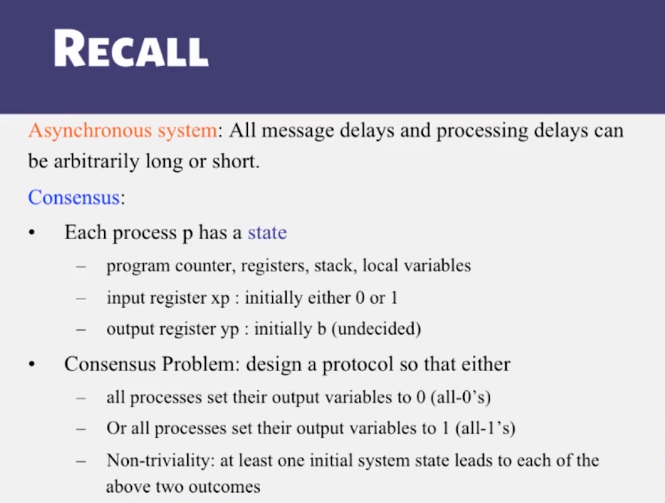 RECALL
Asynchronous system: All message delays and processing delays can
be arbitrarily long or short.
Consensus:
• Each process p has a state
– program counter, registers, stack, local variables
– input register xp : initially either 0 or 1
– output register yp : initially b (undecided)
• Consensus Problem: design a protocol so that either
– all processes set their output variables to 0 (all-0’s)
– Or all processes set their output variables to 1 (all-1’s)
– Non-triviality: at least one initial system state leads to each of the
above two outcomes